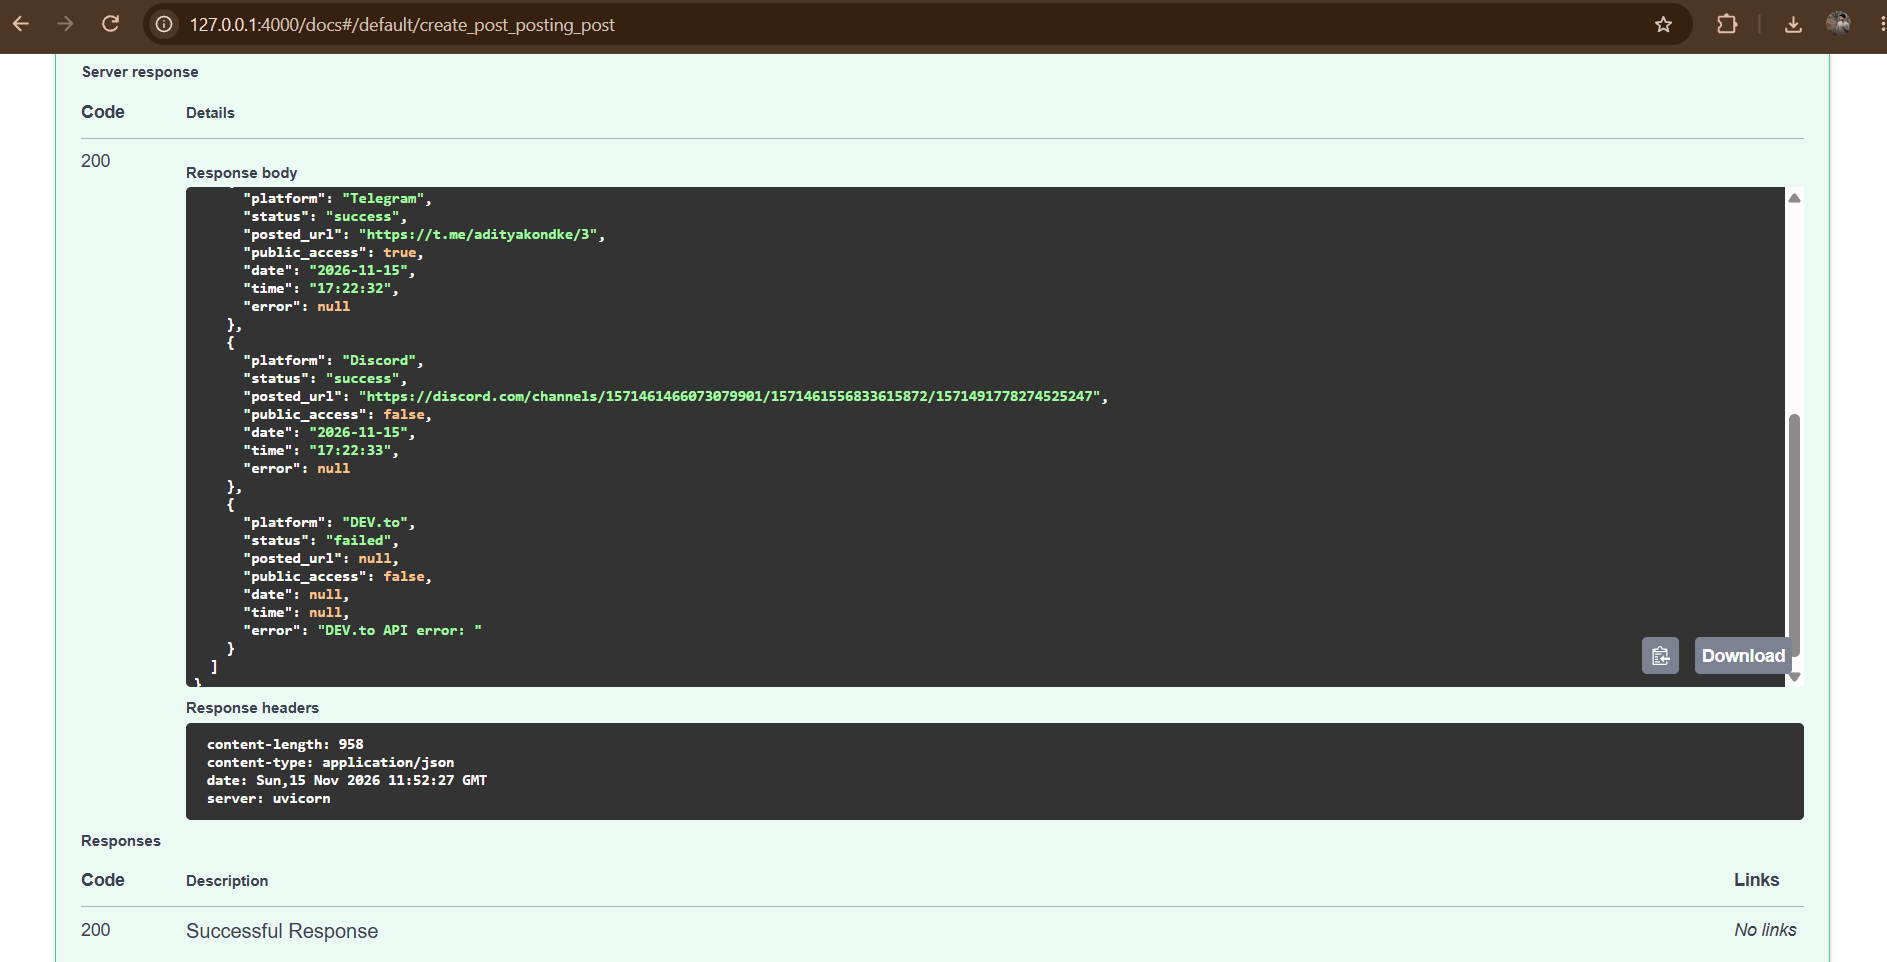 127.0.0.1:4000/docs#/default/create_post_posting_post
Server response
Code Details
200
Response body
"platform": "Telegram",
"status": "success",
"posted_url": "https://t.me/adityakondke/3",
"public_access": true,
"date": "2026-11-15",
"time": "17:22:32",
"error": null
},
{
"platform": "Discord",
"status": "success",
"posted_url": "https://discord.com/channels/1571461466073079901/1571461556833615872/1571491778274525247",
"public_access": false,
"date": "2026-11-15",
"time": "17:22:33",
"error": null
},
{
"platform": "DEV.to",
"status": "failed",
"posted_url": null,
"public_access": false,
"date": null,
"time": null,
"error": "DEV.to API error: "
}
]
}
Download
Response headers
content-length: 958
content-type: application/json
date: Sun,15 Nov 2026 11:52:27 GMT
server: uvicorn
Responses
Code Description Links
200 Successful Response No links